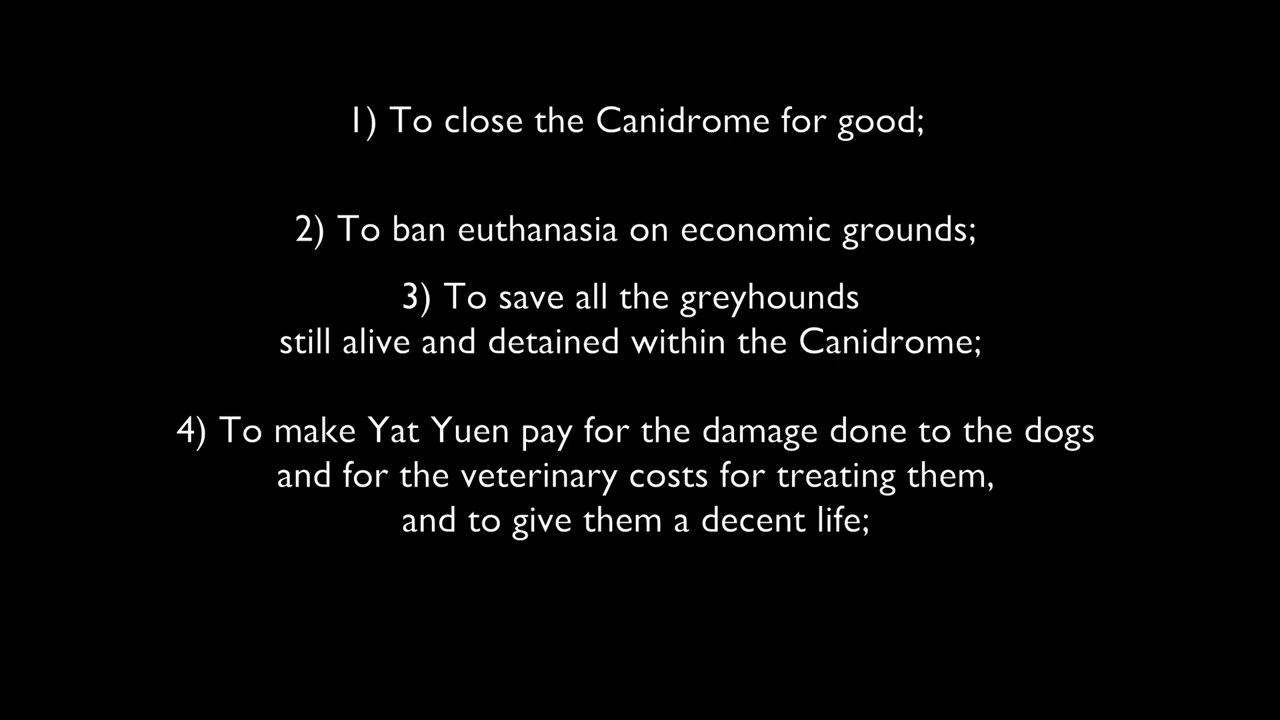 1) To close the Canidrome for good;
2) To ban euthanasia on economic grounds;
3) To save all the greyhounds
still alive and detained within the Canidrome;
4) To make Yat Yuen pay for the damage done to the dogs
and for the veterinary costs for treating them,
and to give them a decent life;